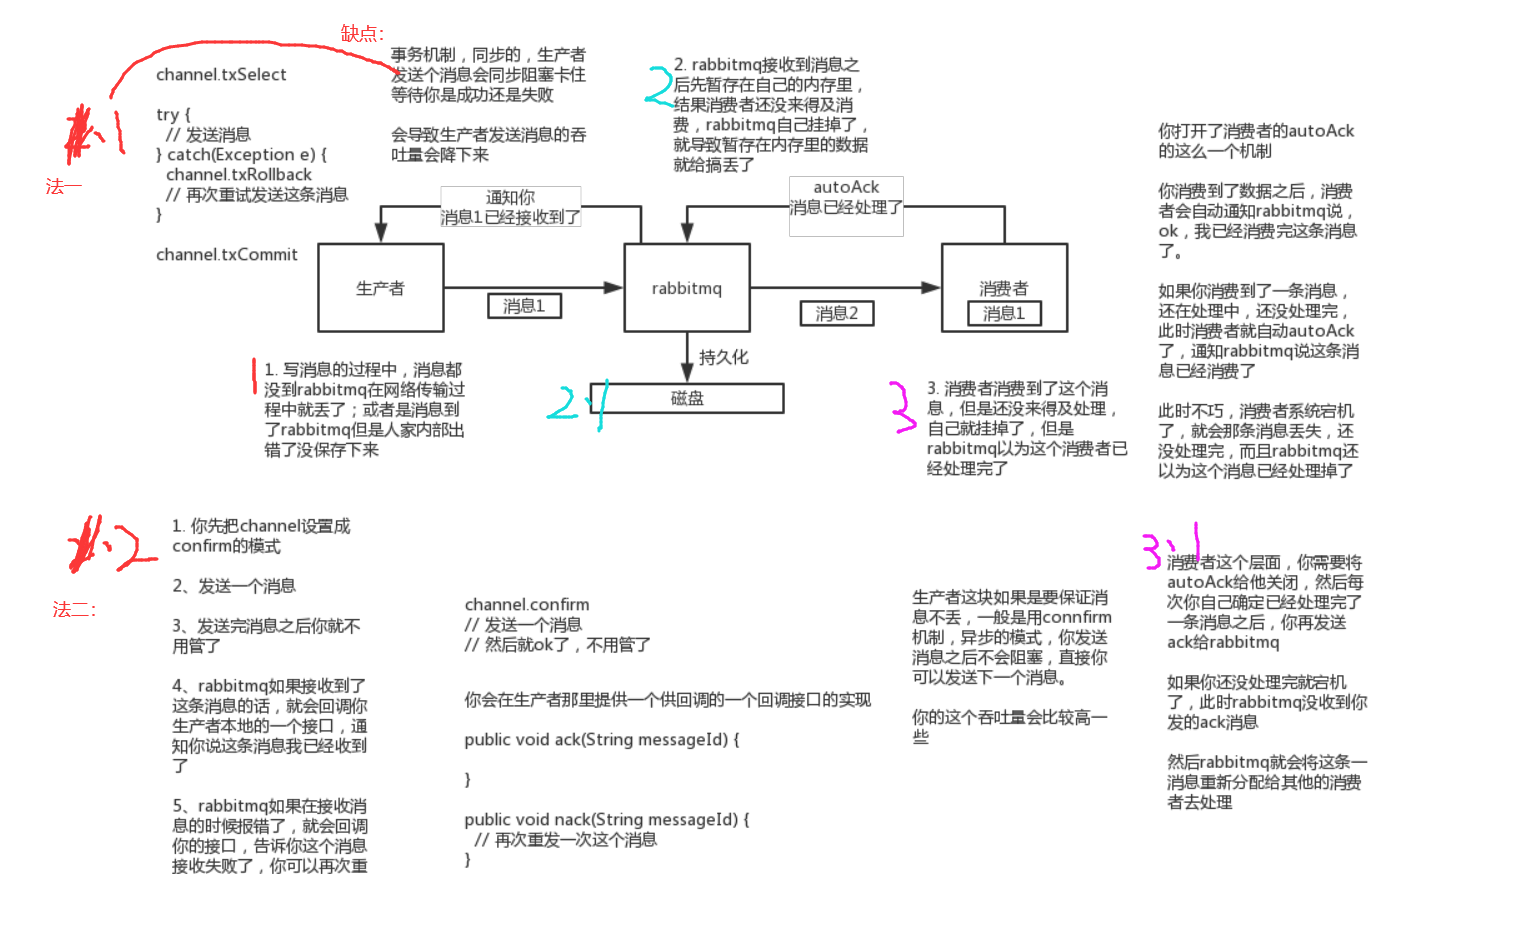 缺点:
channel.txSelect
try {
// 发送消息
} catch(Exception e) {
channel.txRollback
// 再次重试发送这条消息
}
channel.txCommit
1
法一
事务机制，同步的，生产者
发送个消息会同步阻塞卡住
等待你是成功还是失败
会导致生产者发送消息的吞
吐量会降下来
2
2. rabbitmq接收到消息之
后先暂存在自己的内存里，
结果消费者还没来得及消
费，rabbitmq自己挂掉了，
就导致暂存在内存里的数据
就给搞丢了
通知你
消息1已经接收到了
autoAck
消息已经处理了
生产者
消息1
rabbitmq
消息2
消费者
消息1
持久化
磁盘
2.1
1
1. 写消息的过程中，消息都
没到rabbitmq在网络传输过
程中就丢了；或者是消息到
了rabbitmq但是人家内部出
错了没保存下来
3
3. 消费者消费到了这个消
息，但是还没来得及处理，
自己就挂掉了，但是
rabbitmq以为这个消费者已
经处理完了
你打开了消费者的autoAck
的这么一个机制
你消费到了数据之后，消费
者会自动通知rabbitmq说，
ok，我已经消费完这条消息
了。
如果你消费到了一条消息，
还在处理中，还没处理完，
此时消费者就自动autoAck
了，通知rabbitmq说这条消
息已经消费了
此时不巧，消费者系统宕机
了，就会那条消息丢失，还
没处理完，而且rabbitmq还
以为这个消息已经处理掉了
2
法二:
1. 你先把channel设置成
confirm的模式
2、发送一个消息
3、发送完消息之后你就不
用管了
4、rabbitmq如果接收到了
这条消息的话，就会回调你
生产者本地的一个接口，通
知你说这条消息我已经收到
了
5、rabbitmq如果在接收消
息的时候报错了，就会回调
你的接口，告诉你这个消息
接收失败了，你可以再次重
channel.confirm
// 发送一个消息
// 然后就ok了，不用管了
你会在生产者那里提供一个供回调的一个回调接口的实现
public void ack(String messageId) {
}
public void nack(String messageId) {
// 再次重发一次这个消息
}
生产者这块如果是要保证消
息不丢，一般是用connfirm
机制，异步的模式，你发送
消息之后不会阻塞，直接你
可以发送下一个消息。
你的这个吞吐量会比较高一
些
3.1
消费者这个层面，你需要将
autoAck给他关闭，然后每
次你自己确定已经处理完了
一条消息之后，你再发送
ack给rabbitmq
如果你还没处理完就宕机
了，此时rabbitmq没收到你
发的ack消息
然后rabbitmq就会将这条一
消息重新分配给其他的消费
者去处理